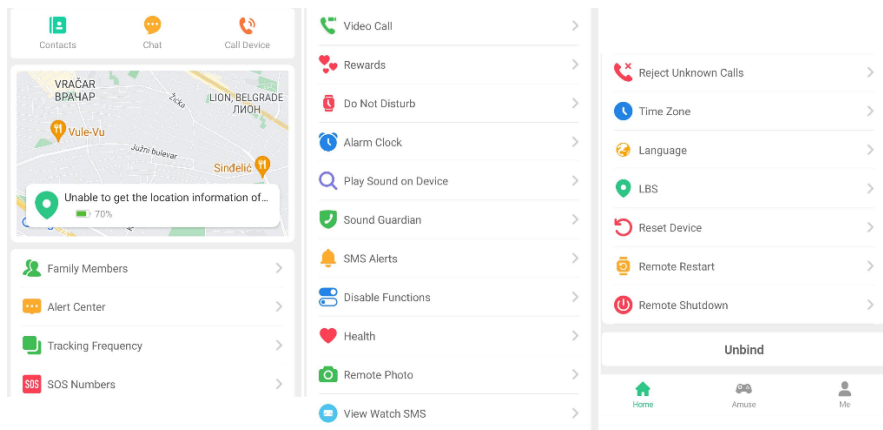 Contacts
Chat
Call Device
VRAČAR
ВРАЧАР
Žička
LION, BELGRADE
ЛИОН
Vule-Vu
Južni bulevar
Sinđelić
Unable to get the location information of...
70%
Family Members
Alert Center
Tracking Frequency
SOS
SOS Numbers
Video Call
Rewards
Do Not Disturb
Alarm Clock
Play Sound on Device
Sound Guardian
SMS Alerts
Disable Functions
Health
Remote Photo
View Watch SMS
Reject Unknown Calls
Time Zone
Language
LBS
Reset Device
Remote Restart
Remote Shutdown
Unbind
Home
Amuse
Me